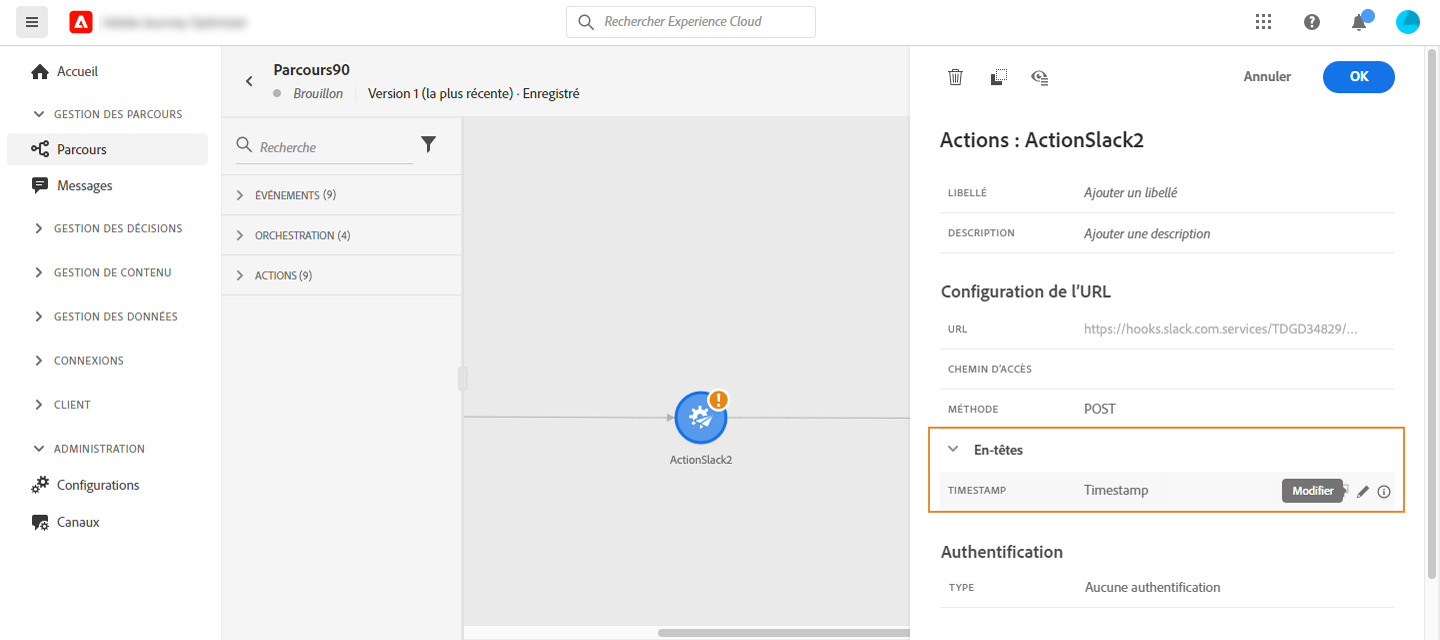 Rechercher Experience Cloud
Accueil
GESTION DES PARCOURS
Parcours
Messages
GESTION DES DÉCISIONS
GESTION DE CONTENU
GESTION DES DONNÉES
CONNEXIONS
CLIENT
ADMINISTRATION
Configurations
Canaux
Parcours90
Brouillon Version 1 (la plus récente) · Enregistré
Recherche
ÉVÉNEMENTS (9)
ORCHESTRATION (4)
ACTIONS (9)
ActionSlack2
Annuler OK
Actions : ActionSlack2
LIBELLÉ Ajouter un libellé
DESCRIPTION Ajouter une description
Configuration de l’URL
URL https://hooks.slack.com.services/TDGD34829/...
CHEMIN D’ACCÈS
MÉTHODE POST
En-têtes
TIMESTAMP Timestamp Modifier
Authentification
TYPE Aucune authentification